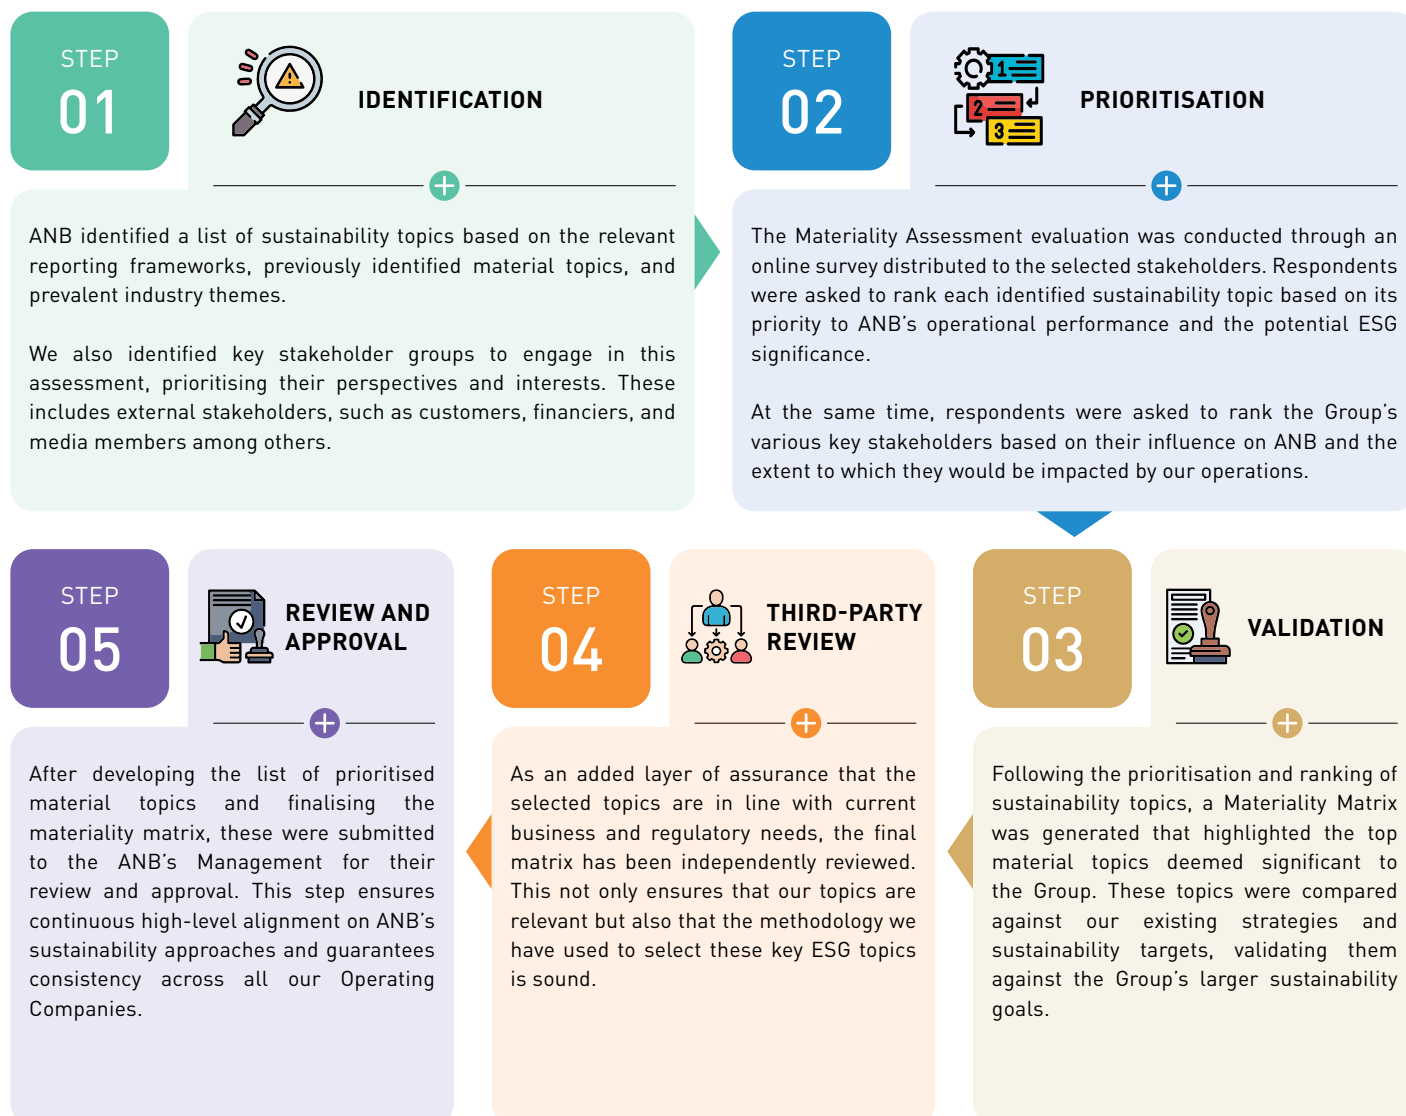 STEP
01
IDENTIFICATION
ANB identified a list of sustainability topics based on the relevant
reporting frameworks, previously identified material topics, and
prevalent industry themes.
We also identified key stakeholder groups to engage in this
assessment, prioritising their perspectives and interests. These
includes external stakeholders, such as customers, financiers, and
media members among others.
STEP
02
1
2
3
PRIORITISATION
The Materiality Assessment evaluation was conducted through an
online survey distributed to the selected stakeholders. Respondents
were asked to rank each identified sustainability topic based on its
priority to ANB's operational performance and the potential ESG
significance.
At the same time, respondents were asked to rank the Group's
various key stakeholders based on their influence on ANB and the
extent to which they would be impacted by our operations.
STEP
03
VALIDATION
Following the prioritisation and ranking of
sustainability topics, a Materiality Matrix
was generated that highlighted the top
material topics deemed significant to
the Group. These topics were compared
against our existing strategies and
sustainability targets, validating them
against the Group's larger sustainability
goals.
STEP
04
THIRD-PARTY
REVIEW
As an added layer of assurance that the
selected topics are in line with current
business and regulatory needs, the final
matrix has been independently reviewed.
This not only ensures that our topics are
relevant but also that the methodology we
have used to select these key ESG topics
is sound.
STEP
05
REVIEW AND
APPROVAL
After developing the list of prioritised
material topics and finalising the
materiality matrix, these were submitted
to the ANB's Management for their
review and approval. This step ensures
continuous high-level alignment on ANB's
sustainability approaches and guarantees
consistency across all our Operating
Companies.